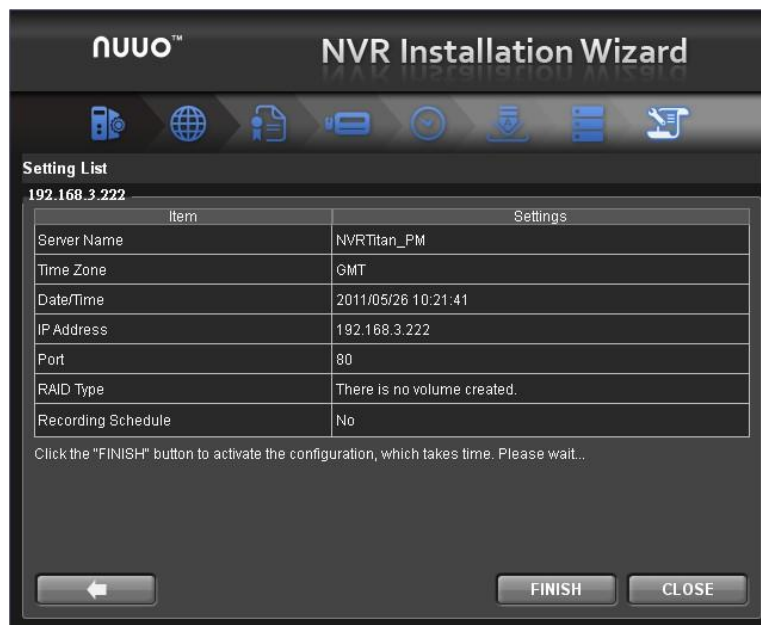 nuuo™ NVR Installation Wizard
Setting List
192.168.3.222
Item Settings
Server Name NVRTitan_PM
Time Zone GMT
Date/Time 2011/05/26 10:21:41
IP Address 192.168.3.222
Port 80
RAID Type There is no volume created.
Recording Schedule No
Click the "FINISH" button to activate the configuration, which takes time. Please wait...
FINISH CLOSE